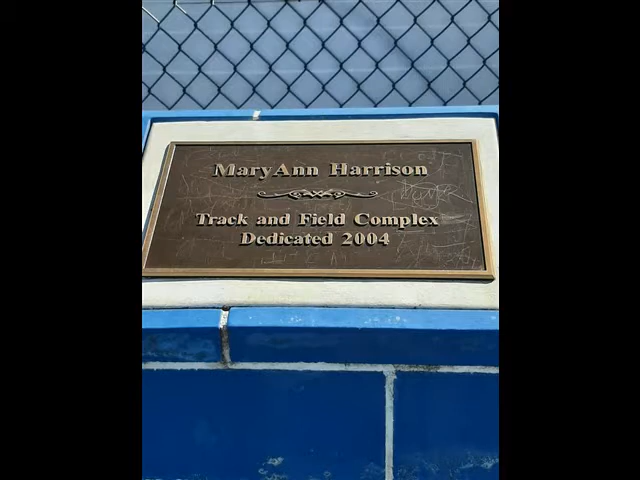 MaryAnn Harrison
Track and Field Complex
Dedicated 2004